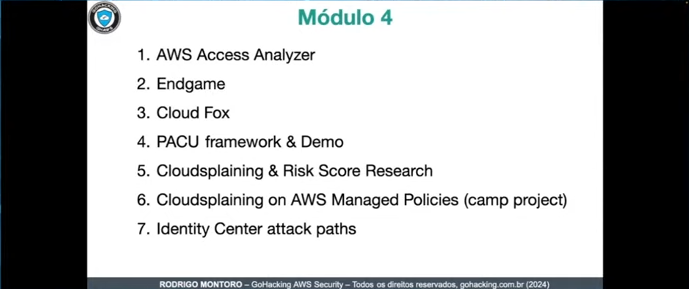 GOHACKING
Módulo 4
1. AWS Access Analyzer
2. Endgame
3. Cloud Fox
4. PACU framework & Demo
5. Cloudsplaining & Risk Score Research
6. Cloudsplaining on AWS Managed Policies (camp project)
7. Identity Center attack paths
RODRIGO MONTORO – GoHacking AWS Security – Todos os direitos reservados, gohacking.com.br (2024)